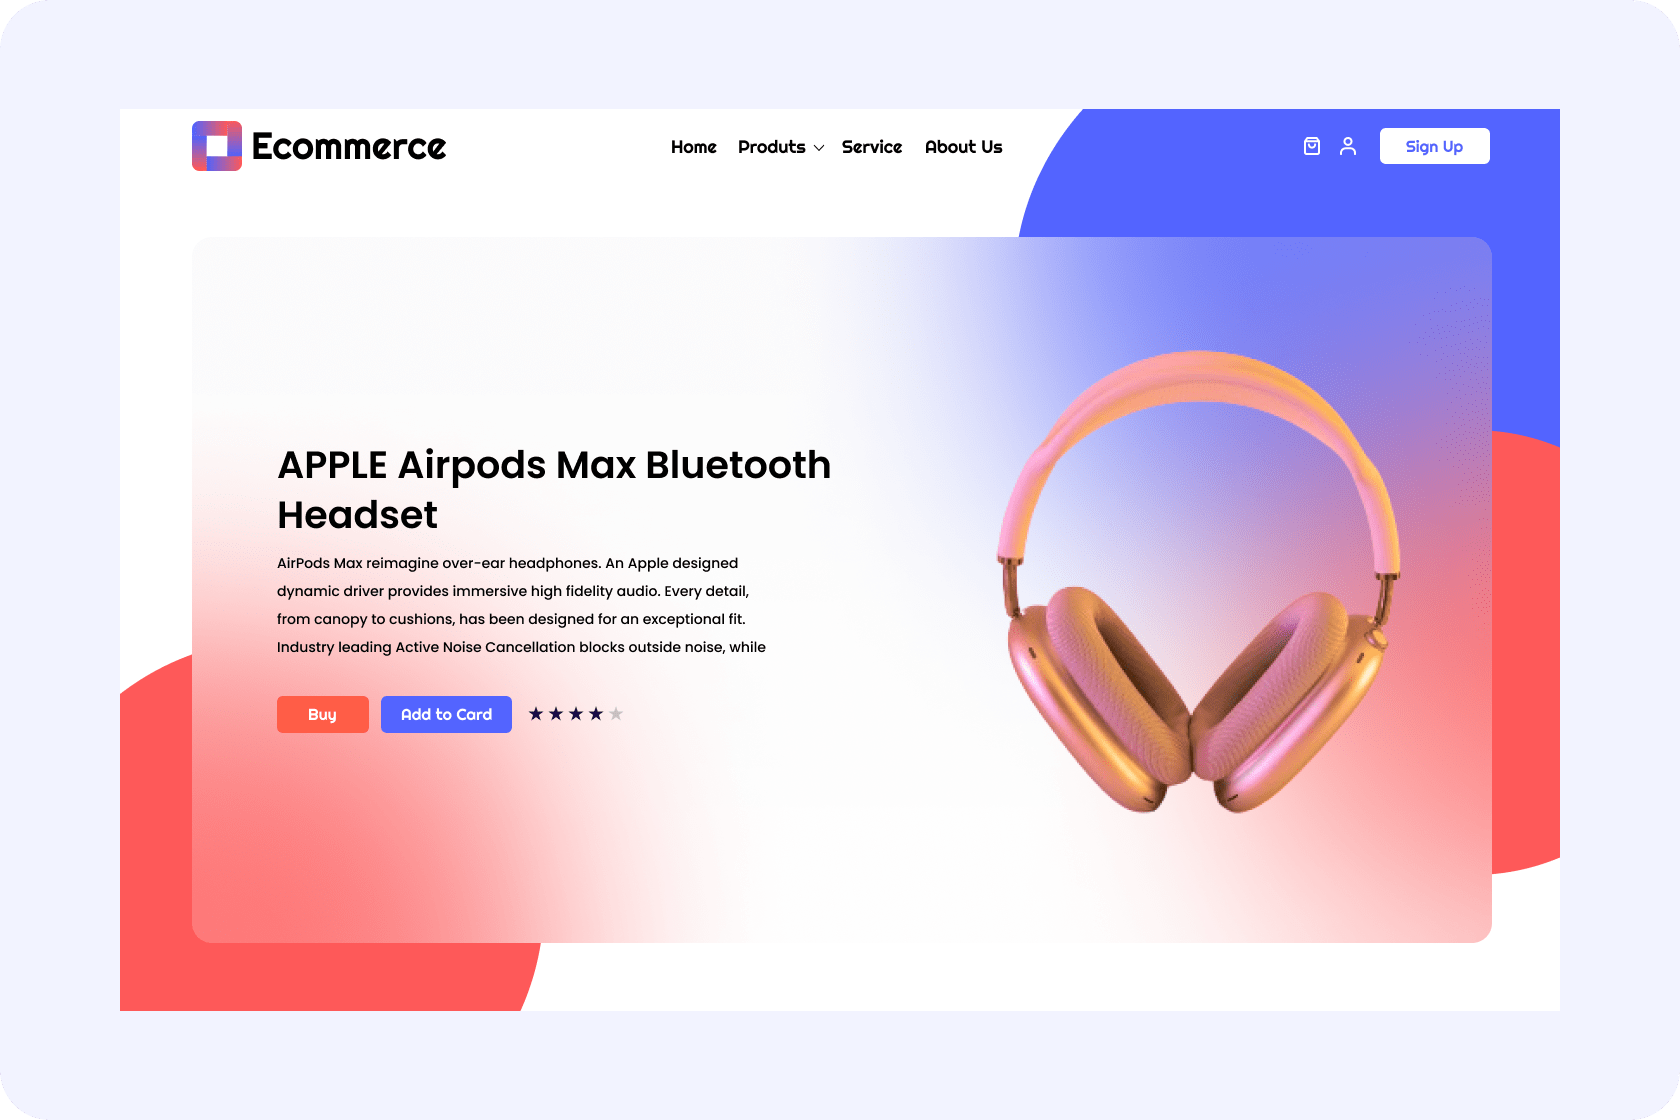 Ecommerce
Home Produts Service About Us
Sign Up
APPLE Airpods Max Bluetooth
Headset
AirPods Max reimagine over-ear headphones. An Apple designed
dynamic driver provides immersive high fidelity audio. Every detail,
from canopy to cushions, has been designed for an exceptional fit.
Industry leading Active Noise Cancellation blocks outside noise, while
Buy
Add to Card